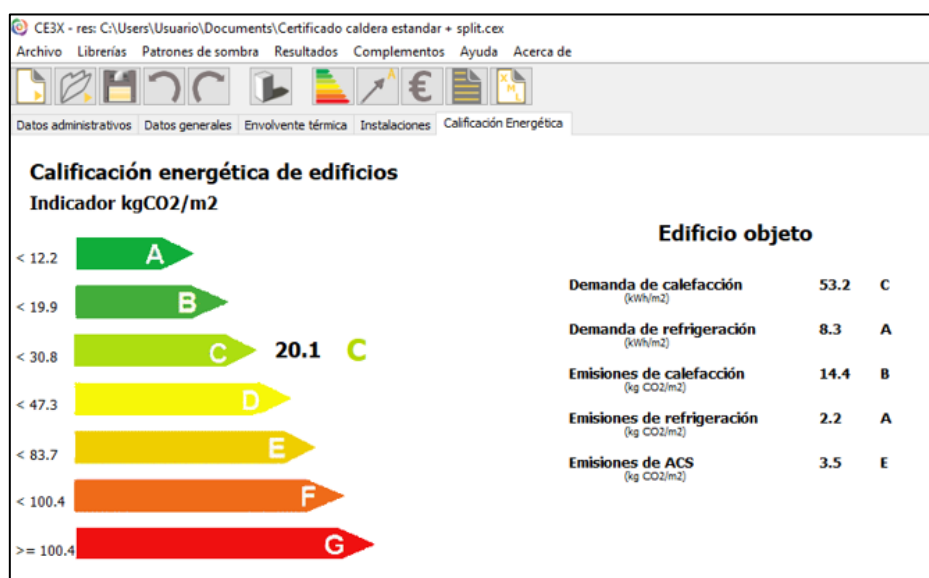 CE3X - res: C:\Users\Usuario\Documents\Certificado caldera estandar + split.cex
Archivo Librerías Patrones de sombra Resultados Complementos Ayuda Acerca de
A € XML
Datos administrativos Datos generales Envolvente térmica Instalaciones Calificación Energética
Calificación energética de edificios
Indicador kgCO2/m2
< 12.2 A
< 19.9 B
< 30.8 C 20.1 C
< 47.3 D
< 83.7 E
< 100.4 F
>= 100.4 G
Edificio objeto
Demanda de calefacción 53.2 C
(kWh/m2)
Demanda de refrigeración 8.3 A
(kWh/m2)
Emisiones de calefacción 14.4 B
(kg CO2/m2)
Emisiones de refrigeración 2.2 A
(kg CO2/m2)
Emisiones de ACS 3.5 E
(kg CO2/m2)